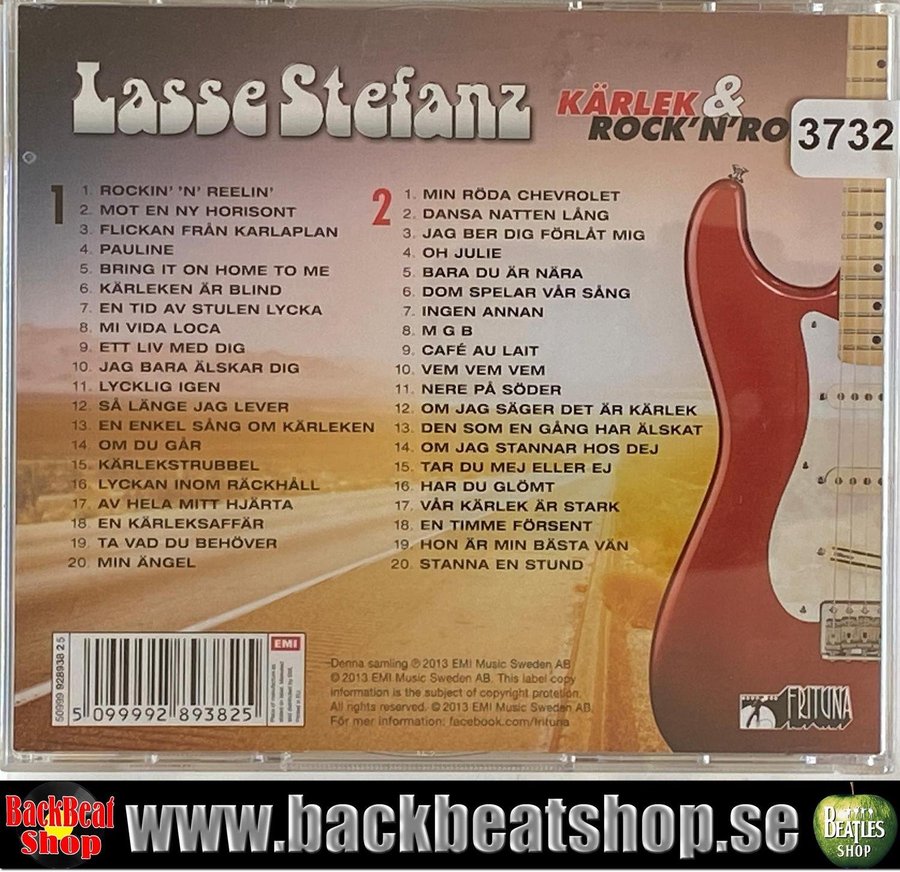 Lasse Stefanz
KÄRLEK &
ROCK'N'RO
3732
1
1. ROCKIN' 'N' REELIN'
2. MOT EN NY HORISONT
3. FLICKAN FRÅN KARLAPLAN
4. PAULINE
5. BRING IT ON HOME TO ME
6. KÄRLEKEN ÄR BLIND
7. EN TID AV STULEN LYCKA
8. MI VIDA LOCA
9. ETT LIV MED DIG
10. JAG BARA ÄLSKAR DIG
11. LYCKLIG IGEN
12. SÅ LÄNGE JAG LEVER
13. EN ENKEL SÅNG OM KÄRLEKEN
14. OM DU GÅR
15. KÄRLEKSTRUBBEL
16. LYCKAN INOM RÄCKHÅLL
17. AV HELA MITT HJÄRTA
18. EN KÄRLEKSAFFÄR
19. TA VAD DU BEHÖVER
20. MIN ÄNGEL
2
1. MIN RÖDA CHEVROLET
2. DANSA NATTEN LÅNG
3. JAG BER DIG FÖRLÅT MIG
4. OH JULIE
5. BARA DU ÄR NÄRA
6. DOM SPELAR VÅR SÅNG
7. INGEN ANNAN
8. M G B
9. CAFÉ AU LAIT
10. VEM VEM VEM
11. NERE PÅ SÖDER
12. OM JAG SÄGER DET ÄR KÄRLEK
13. DEN SOM EN GÅNG HAR ÄLSKAT
14. OM JAG STANNAR HOS DEJ
15. TAR DU MEJ ELLER EJ
16. HAR DU GLÖMT
17. VÅR KÄRLEK ÄR STARK
18. EN TIMME FÖRSENT
19. HON ÄR MIN BÄSTA VÄN
20. STANNA EN STUND
50999 928938 2 5
5 099992 893825
EMI
Denna samling ℗ 2013 EMI Music Sweden AB
© 2013 EMI Music Sweden AB. This label copy
information is the subject of copyright protetion.
All rights reserved. © 2013 EMI Music Sweden AB
För mer information: facebook.com/frituna
FRITUNA
BackBeat
Shop
www.backbeatshop.se
BEATLES
SHOP